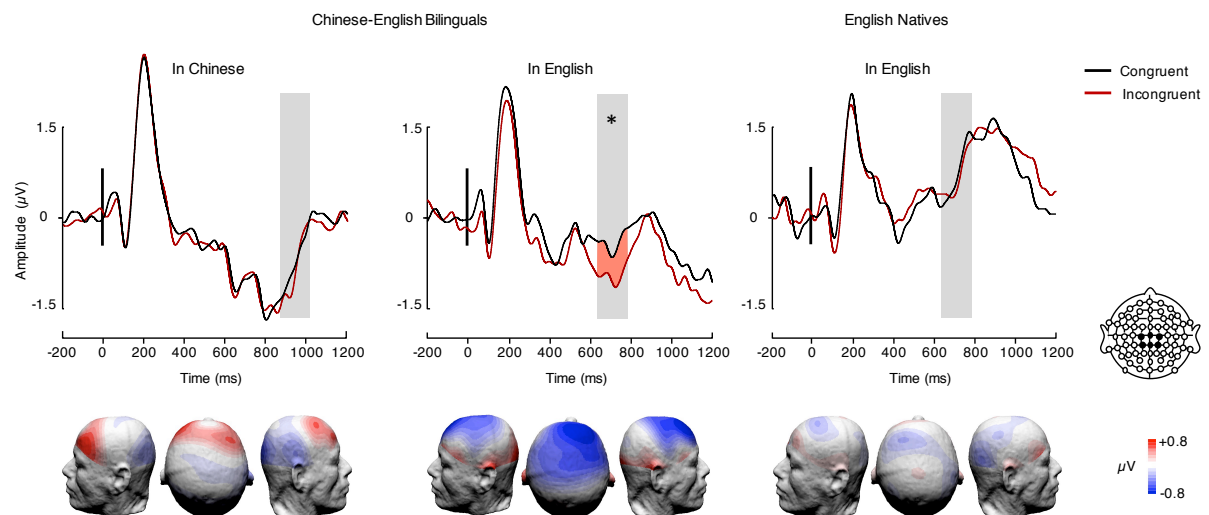 Chinese-English Bilinguals
English Natives
In Chinese
In English
In English
Congruent
Incongruent
*
Amplitude (µV)
1.5
0
-1.5
1.5
0
-1.5
1.5
0
-1.5
-200 0 200 400 600 800 1000 1200
-200 0 200 400 600 800 1000 1200
-200 0 200 400 600 800 1000 1200
Time (ms)
Time (ms)
Time (ms)
µV
+0.8
-0.8